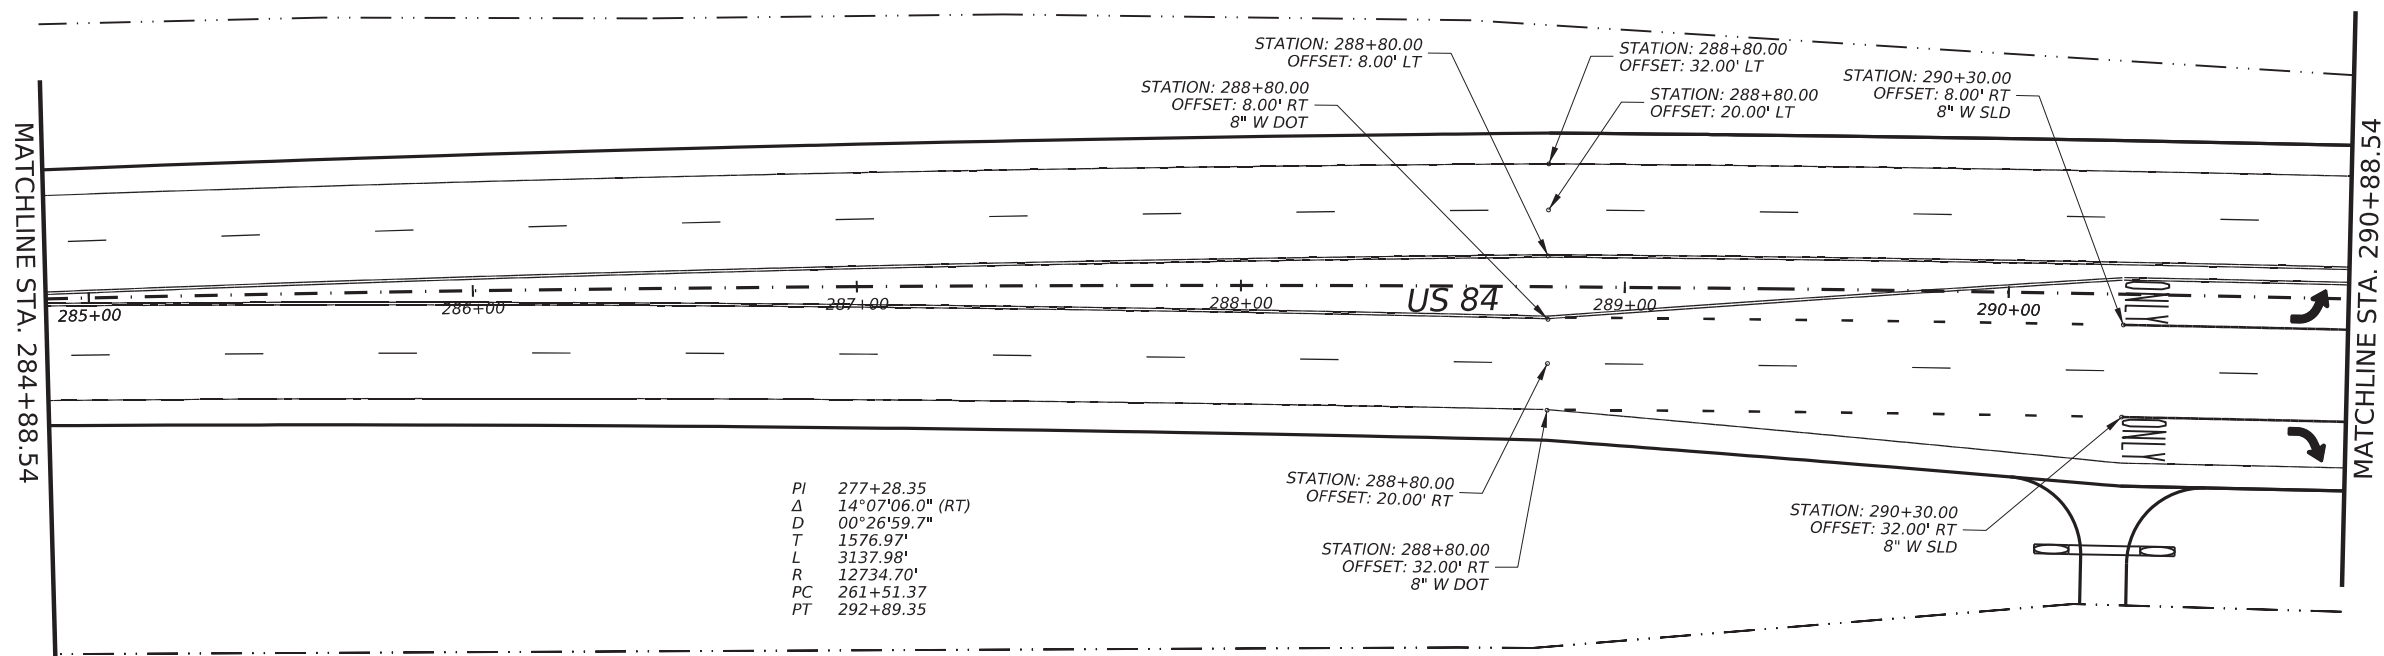 STATION: 288+80.00
OFFSET: 8.00' LT
STATION: 288+80.00
OFFSET: 32.00' LT
STATION: 290+30.00
OFFSET: 8.00' RT
8" W SLD
STATION: 288+80.00
OFFSET: 8.00' RT
8" W DOT
STATION: 288+80.00
OFFSET: 20.00' LT
MATCHLINE STA. 284+88.54
MATCHLINE STA. 290+88.54
285+00
286+00
287+00
288+00
US 84
289+00
290+00
ONLY
ONLY
STATION: 288+80.00
OFFSET: 20.00' RT
STATION: 290+30.00
OFFSET: 32.00' RT
8" W SLD
STATION: 288+80.00
OFFSET: 32.00' RT
8" W DOT
PI 277+28.35
Δ 14°07'06.0" (RT)
D 00°26'59.7"
T 1576.97'
L 3137.98'
R 12734.70'
PC 261+51.37
PT 292+89.35